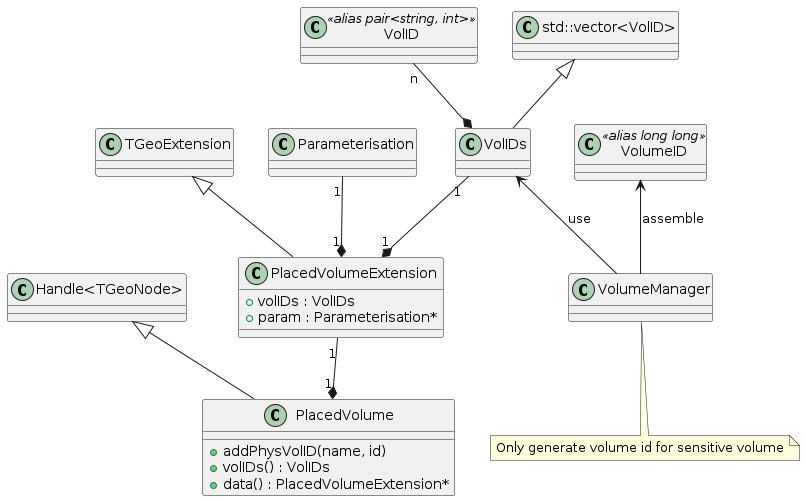 C «alias pair<string, int>»
VolID
C std::vector<VolID>
n
C TGeoExtension
C Parameterisation
C VolIDs
C «alias long long»
VolumeID
1
1
use
assemble
1
1
C Handle<TGeoNode>
C PlacedVolumeExtension
volIDs : VolIDs
param : Parameterisation*
C VolumeManager
1
1
C PlacedVolume
addPhysVolID(name, id)
volIDs() : VolIDs
data() : PlacedVolumeExtension*
Only generate volume id for sensitive volume